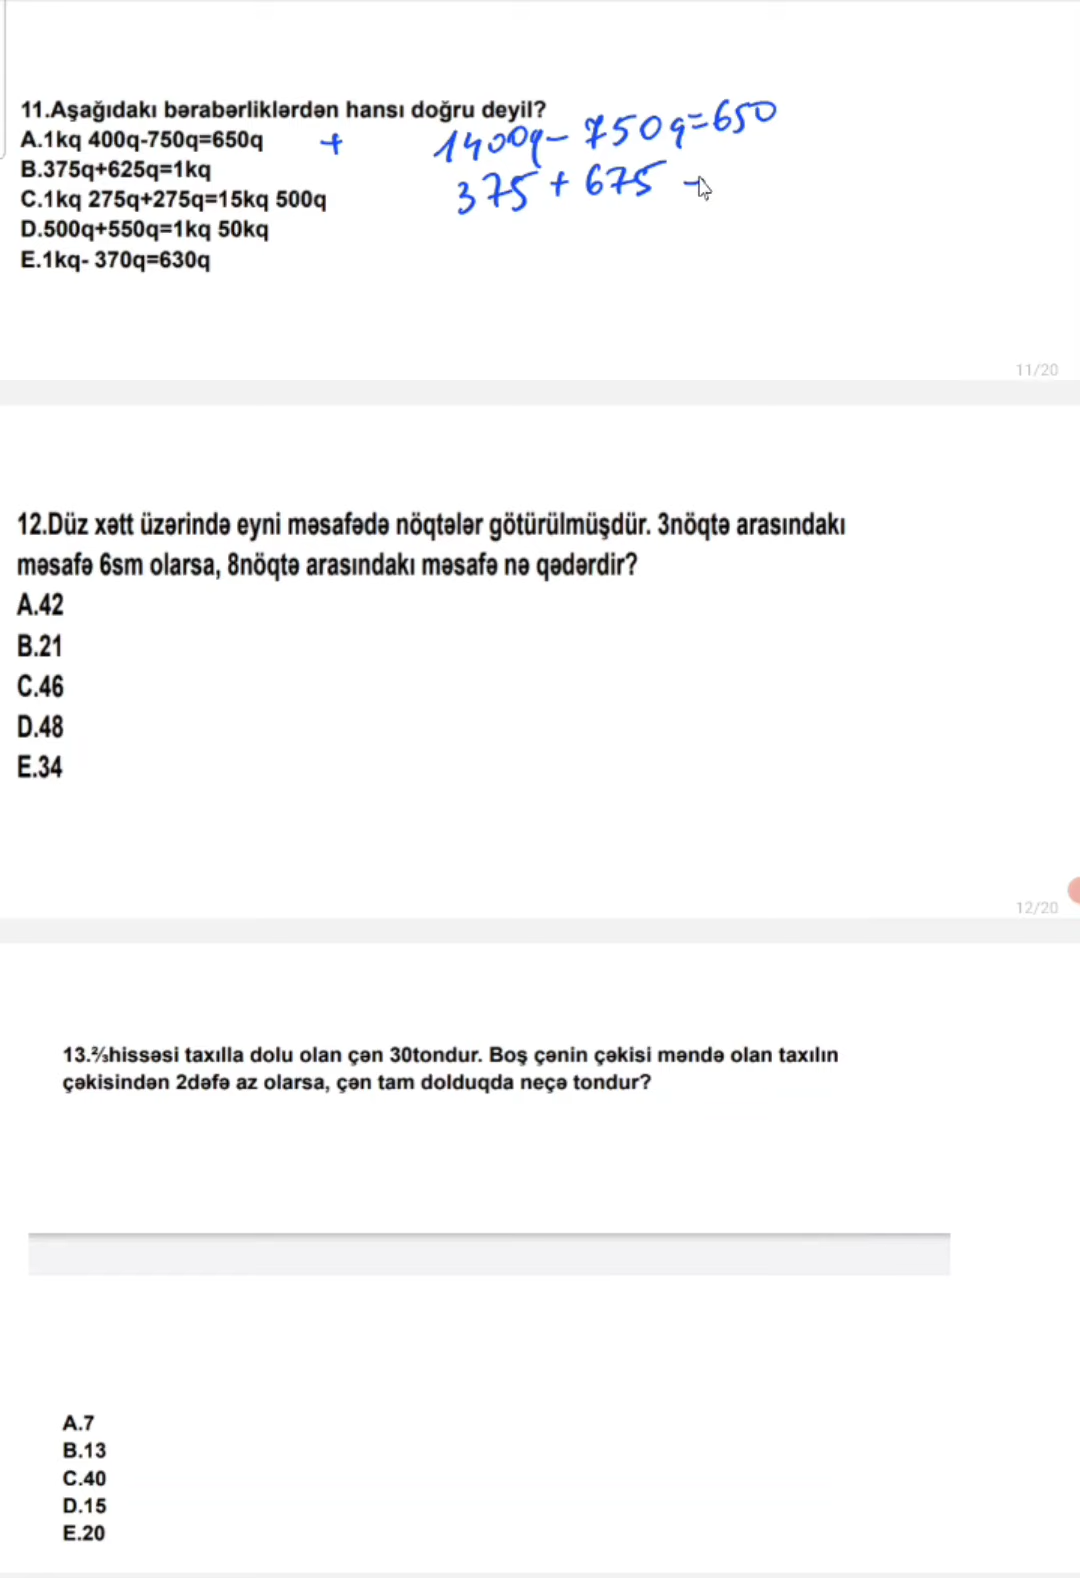 11.Aşağıdakı bərabərliklərdən hansı doğru deyil?
A.1kq 400q-750q=650q + 1400q- 750q=650
B.375q+625q=1kq 375 + 675 -
C.1kq 275q+275q=15kq 500q
D.500q+550q=1kq 50kq
E.1kq- 370q=630q
11/20
12.Düz xətt üzərində eyni məsafədə nöqtələr götürülmüşdür. 3nöqtə arasındakı
məsafə 6sm olarsa, 8nöqtə arasındakı məsafə nə qədərdir?
A.42
B.21
C.46
D.48
E.34
12/20
13.⅔hissəsi taxılla dolu olan çən 30tondur. Boş çənin çəkisi məndə olan taxılın
çəkisindən 2dəfə az olarsa, çən tam dolduqda neçə tondur?
A.7
B.13
C.40
D.15
E.20